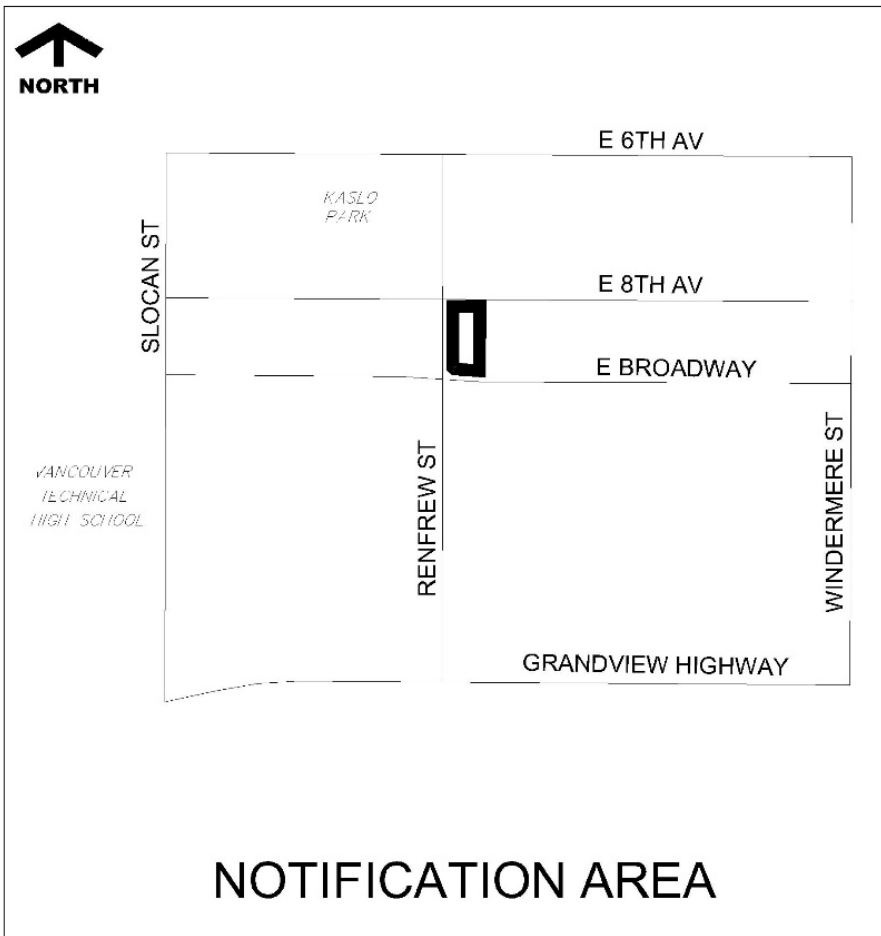 NORTH
E 6TH AV
KASLO
PARK
SLOCAN ST
E 8TH AV
E BROADWAY
VANCOUVER
TECHNICAL
HIGH SCHOOL
RENFREW ST
WINDERMERE ST
GRANDVIEW HIGHWAY
NOTIFICATION AREA